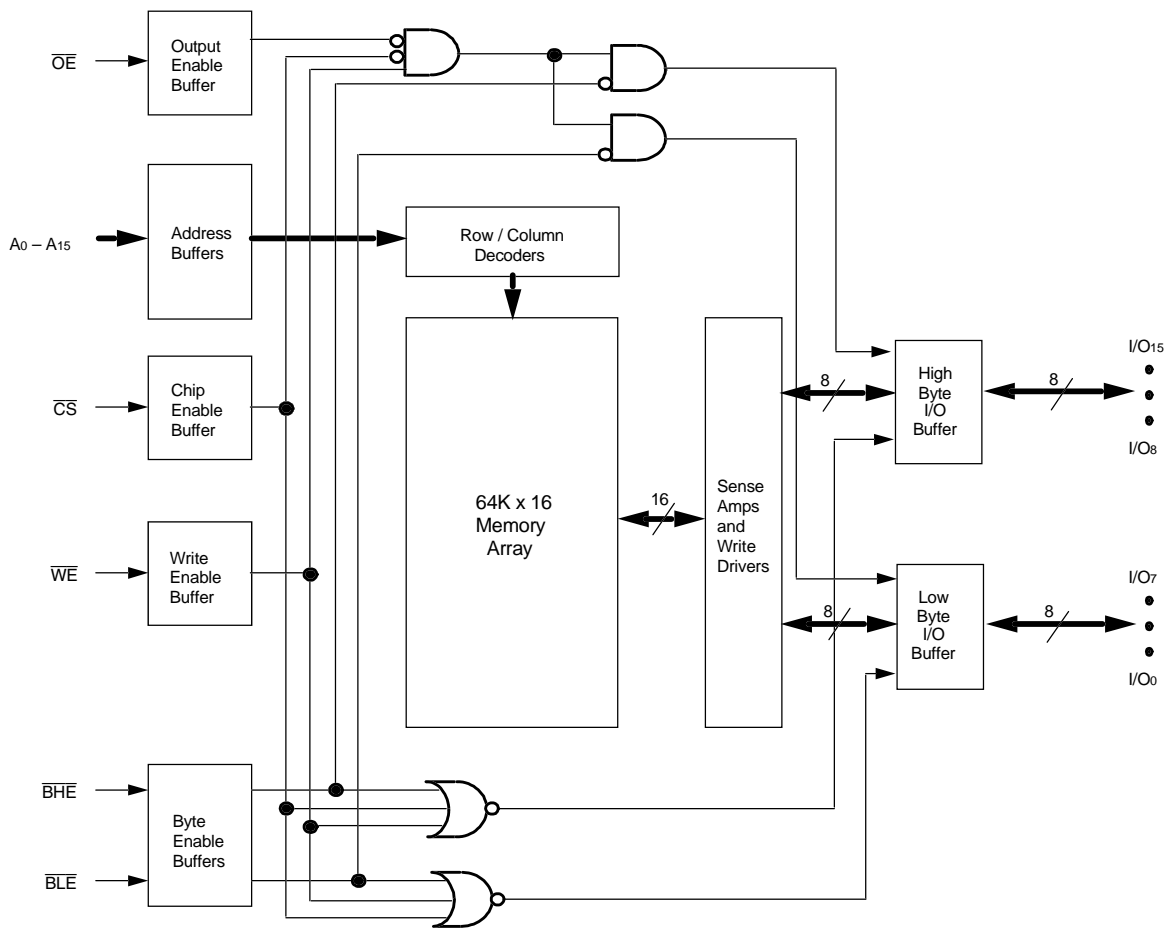 OE
Output
Enable
Buffer
A0 – A15
Address
Buffers
Row / Column
Decoders
CS
Chip
Enable
Buffer
WE
Write
Enable
Buffer
64K x 16
Memory
Array
16
Sense
Amps
and
Write
Drivers
8
High
Byte
I/O
Buffer
8
I/O15
I/O8
8
Low
Byte
I/O
Buffer
8
I/O7
I/O0
BHE
Byte
Enable
Buffers
BLE